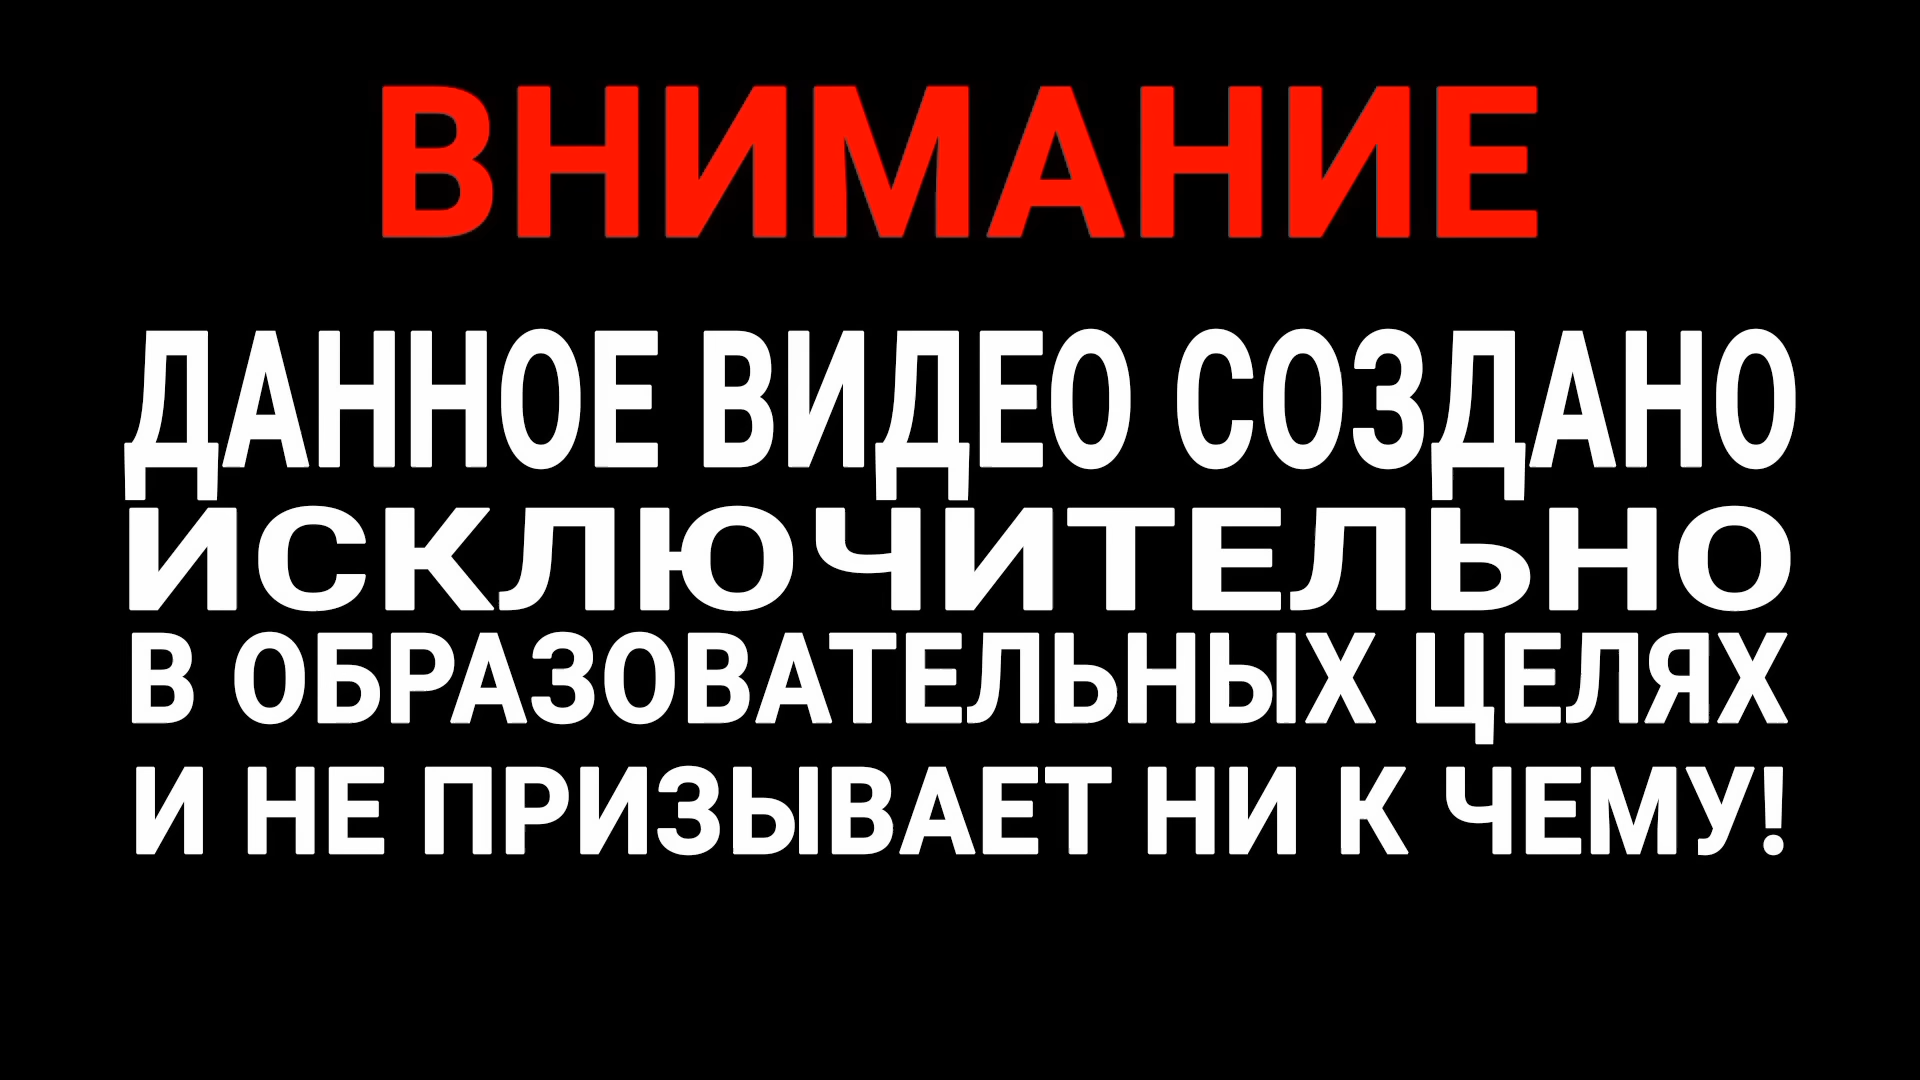 ВНИМАНИЕ
ДАННОЕ ВИДЕО СОЗДАНО
ИСКЛЮЧИТЕЛЬНО
В ОБРАЗОВАТЕЛЬНЫХ ЦЕЛЯХ
И НЕ ПРИЗЫВАЕТ НИ К ЧЕМУ!